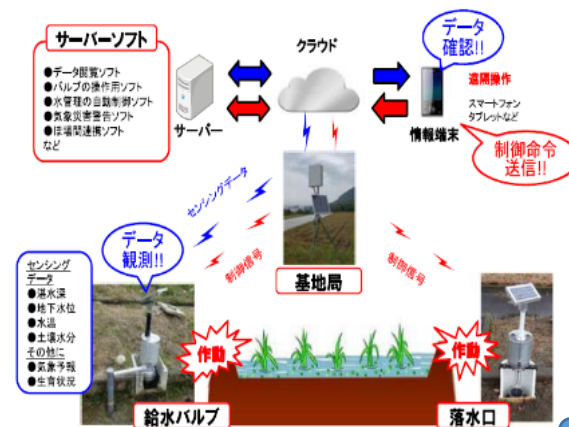 サーバーソフト
●データ閲覧ソフト
●バルブの操作用ソフト
●水管理の自動制御ソフト
●気象災害警告ソフト
●ほ場間連携ソフト
など
サーバー
クラウド
データ
確認!!
遠隔操作
スマートフォン
タブレットなど
情報端末
制御命令
送信!!
センシングデータ
制御信号
基地局
制御信号
データ
観測!!
センシング
データ
●湛水深
●地下水位
●水温
●土壌水分
その他に
●気象予報
●生育状況
作動
作動
給水バルブ
落水口